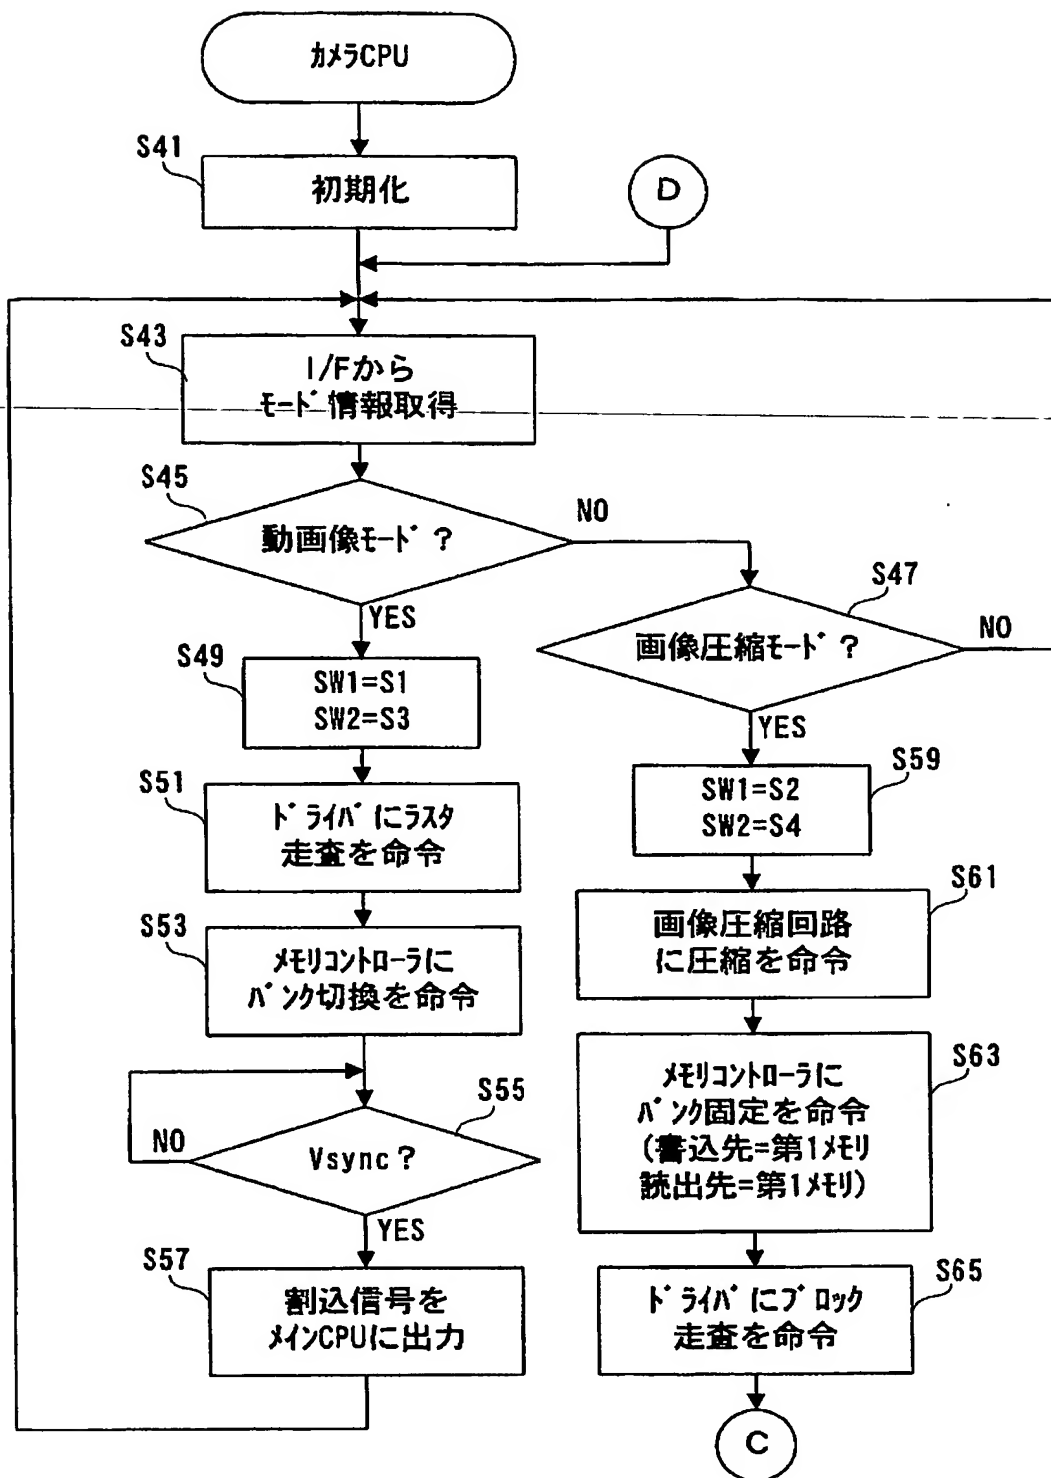 カメラCPU
S41
初期化
D
S43
I/Fから
モード情報取得
S45
動画像モード?
NO
YES
S47
画像圧縮モード?
NO
YES
S49
SW1=S1
SW2=S3
S51
ドライバにラスタ
走査を命令
S53
メモリコントローラに
バンク切換を命令
S55
Vsync?
NO
YES
S57
割込信号を
メインCPUに出力
S59
SW1=S2
SW2=S4
S61
画像圧縮回路
に圧縮を命令
S63
メモリコントローラに
バンク固定を命令
(書込先=第1メモリ
読出先=第1メモリ)
S65
ドライバにブロック
走査を命令
C